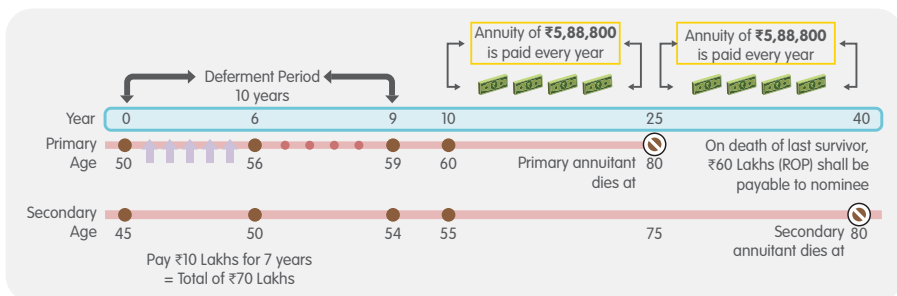 Annuity of ₹5,88,800
is paid every year
Annuity of ₹5,88,800
is paid every year
Deferment Period
10 years
Year 0 6 9 10 25 40
Primary
Age 50 56 59 60 80
Primary annuitant
dies at
On death of last survivor,
₹60 Lakhs (ROP) shall be
payable to nominee
Secondary
Age 45 50 54 55 75 80
Secondary
annuitant dies at
Pay ₹10 Lakhs for 7 years
= Total of ₹70 Lakhs